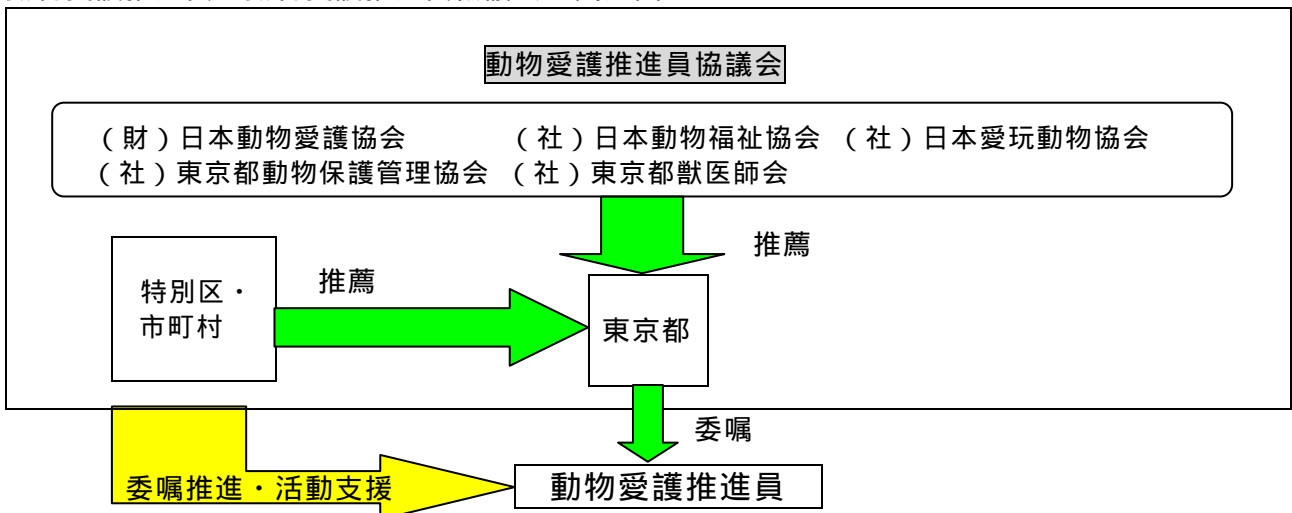 動物愛護推進員協議会
(財)日本動物愛護協会 (社)日本動物福祉協会 (社)日本愛玩動物協会
(社)東京都動物保護管理協会 (社)東京都獣医師会
推薦
特別区・
市町村
推薦
東京都
委嘱
委嘱推進・活動支援
動物愛護推進員